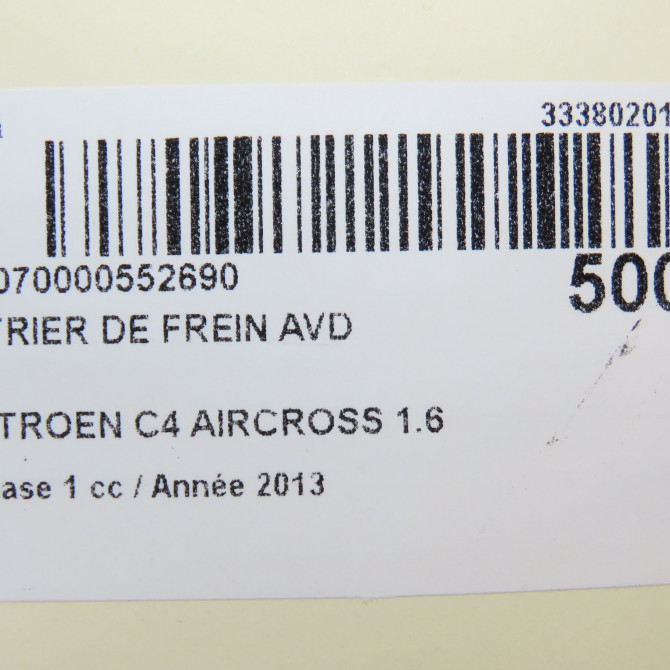 33380201
070000552690
500
TRIER DE FREIN AVD
TROEN C4 AIRCROSS 1.6
ase 1 cc / Année 2013